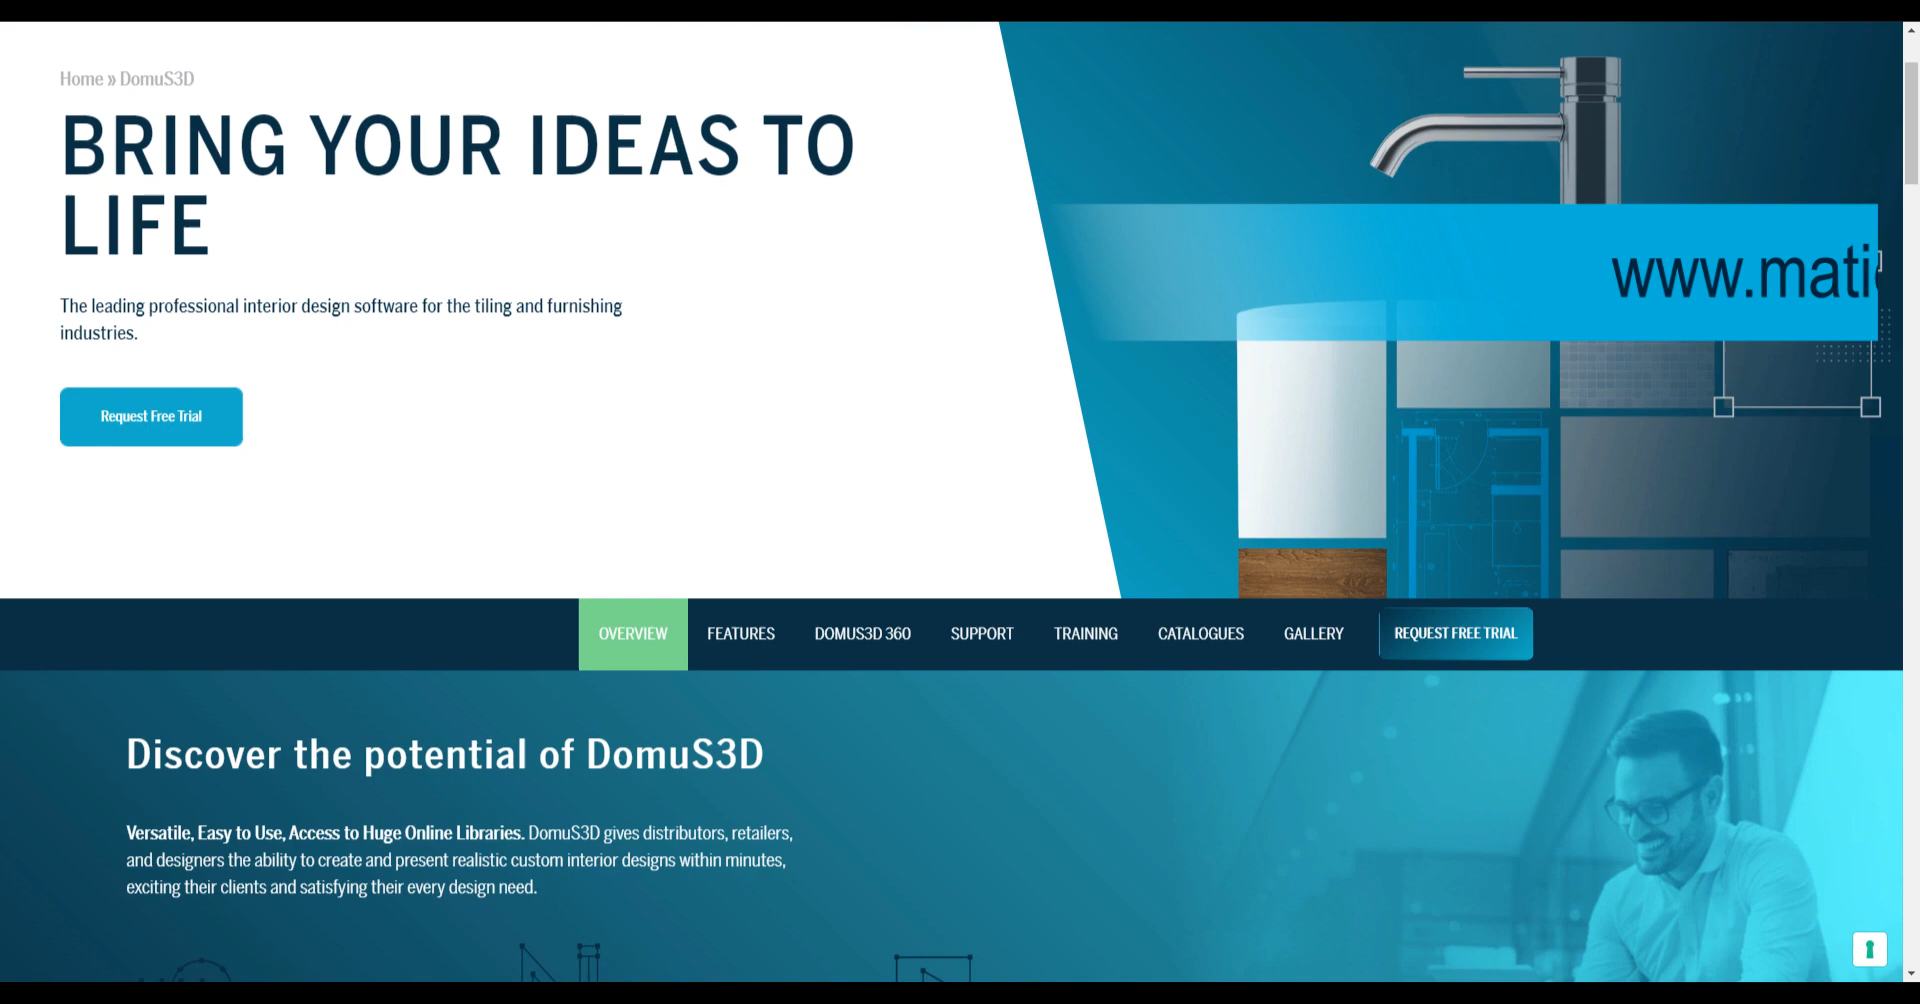 Home » DomuS3D
BRING YOUR IDEAS TO
LIFE
The leading professional interior design software for the tiling and furnishing
industries.
Request Free Trial
www.mati
OVERVIEW FEATURES DOMUS3D 360 SUPPORT TRAINING CATALOGUES GALLERY REQUEST FREE TRIAL
Discover the potential of DomuS3D
Versatile, Easy to Use, Access to Huge Online Libraries. DomuS3D gives distributors, retailers,
and designers the ability to create and present realistic custom interior designs within minutes,
exciting their clients and satisfying their every design need.